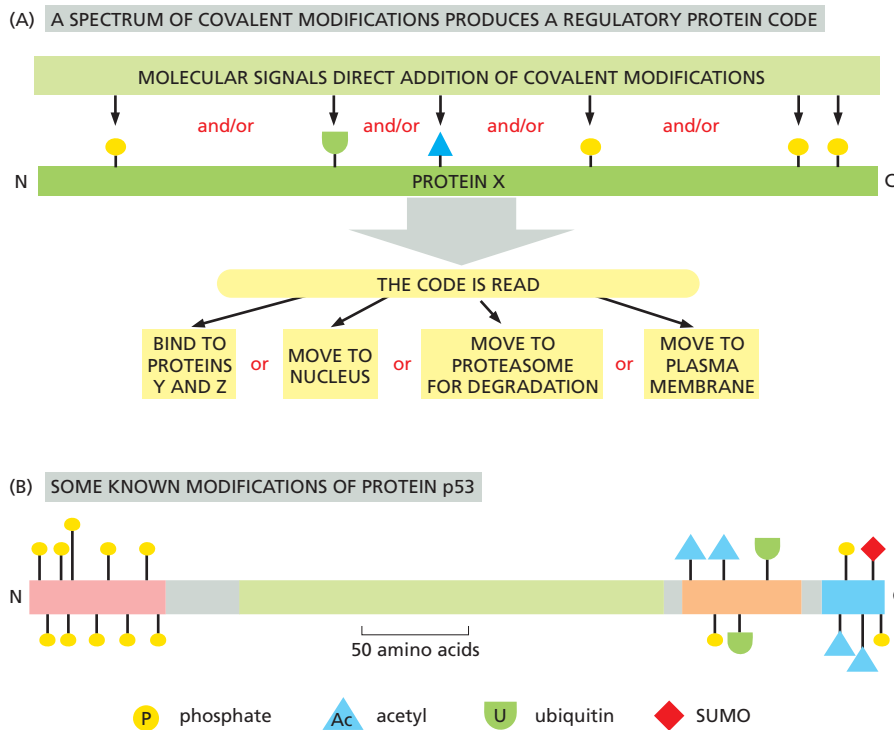 (A) A SPECTRUM OF COVALENT MODIFICATIONS PRODUCES A REGULATORY PROTEIN CODE
MOLECULAR SIGNALS DIRECT ADDITION OF COVALENT MODIFICATIONS
and/or and/or and/or and/or
N PROTEIN X C
THE CODE IS READ
BIND TO
PROTEINS
Y AND Z
or
MOVE TO
NUCLEUS
or
MOVE TO
PROTEASOME
FOR DEGRADATION
or
MOVE TO
PLASMA
MEMBRANE
(B) SOME KNOWN MODIFICATIONS OF PROTEIN p53
N
50 amino acids
P phosphate Ac acetyl U ubiquitin SUMO